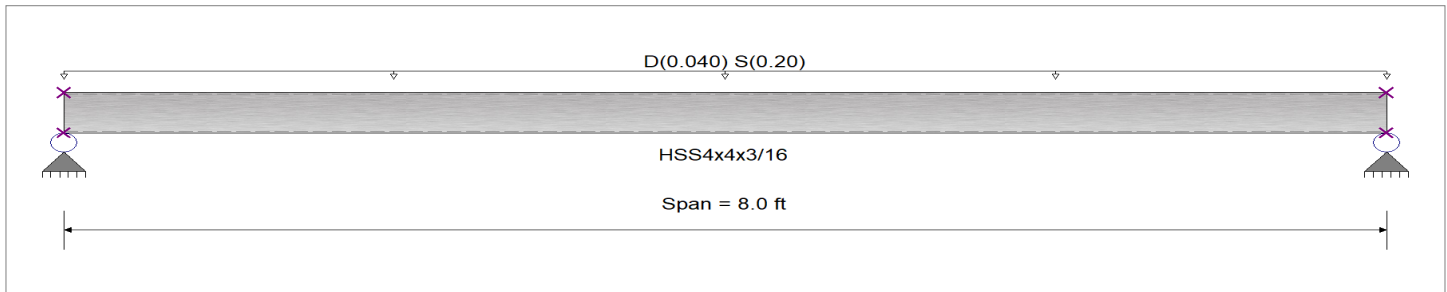 D(0.040) S(0.20)
HSS4x4x3/16
Span = 8.0 ft